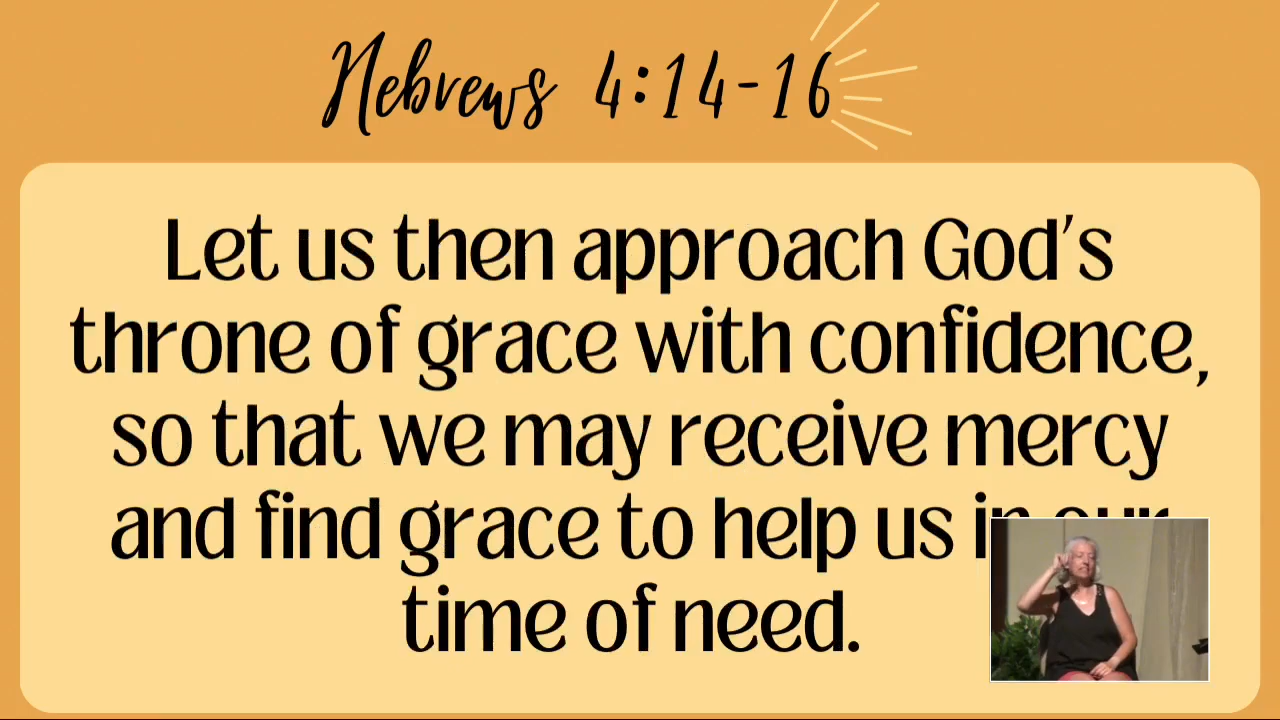 Hebrews 4:14-16
Let us then approach God's
throne of grace with confidence,
so that we may receive mercy
and find grace to help us in our
time of need.